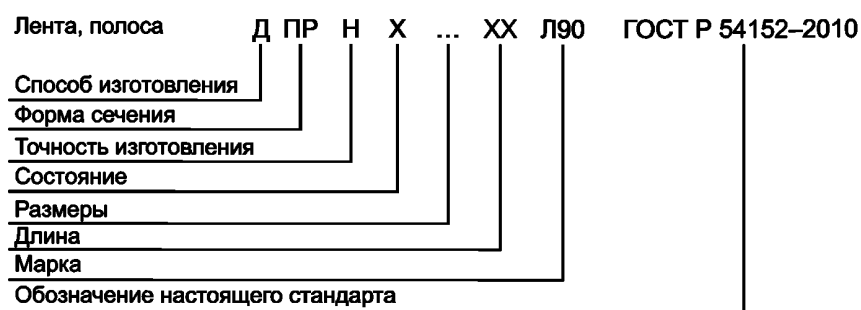 Лента, полоса Д ПР Н Х ... ХХ Л90 ГОСТ Р 54152–2010
Способ изготовления
Форма сечения
Точность изготовления
Состояние
Размеры
Длина
Марка
Обозначение настоящего стандарта